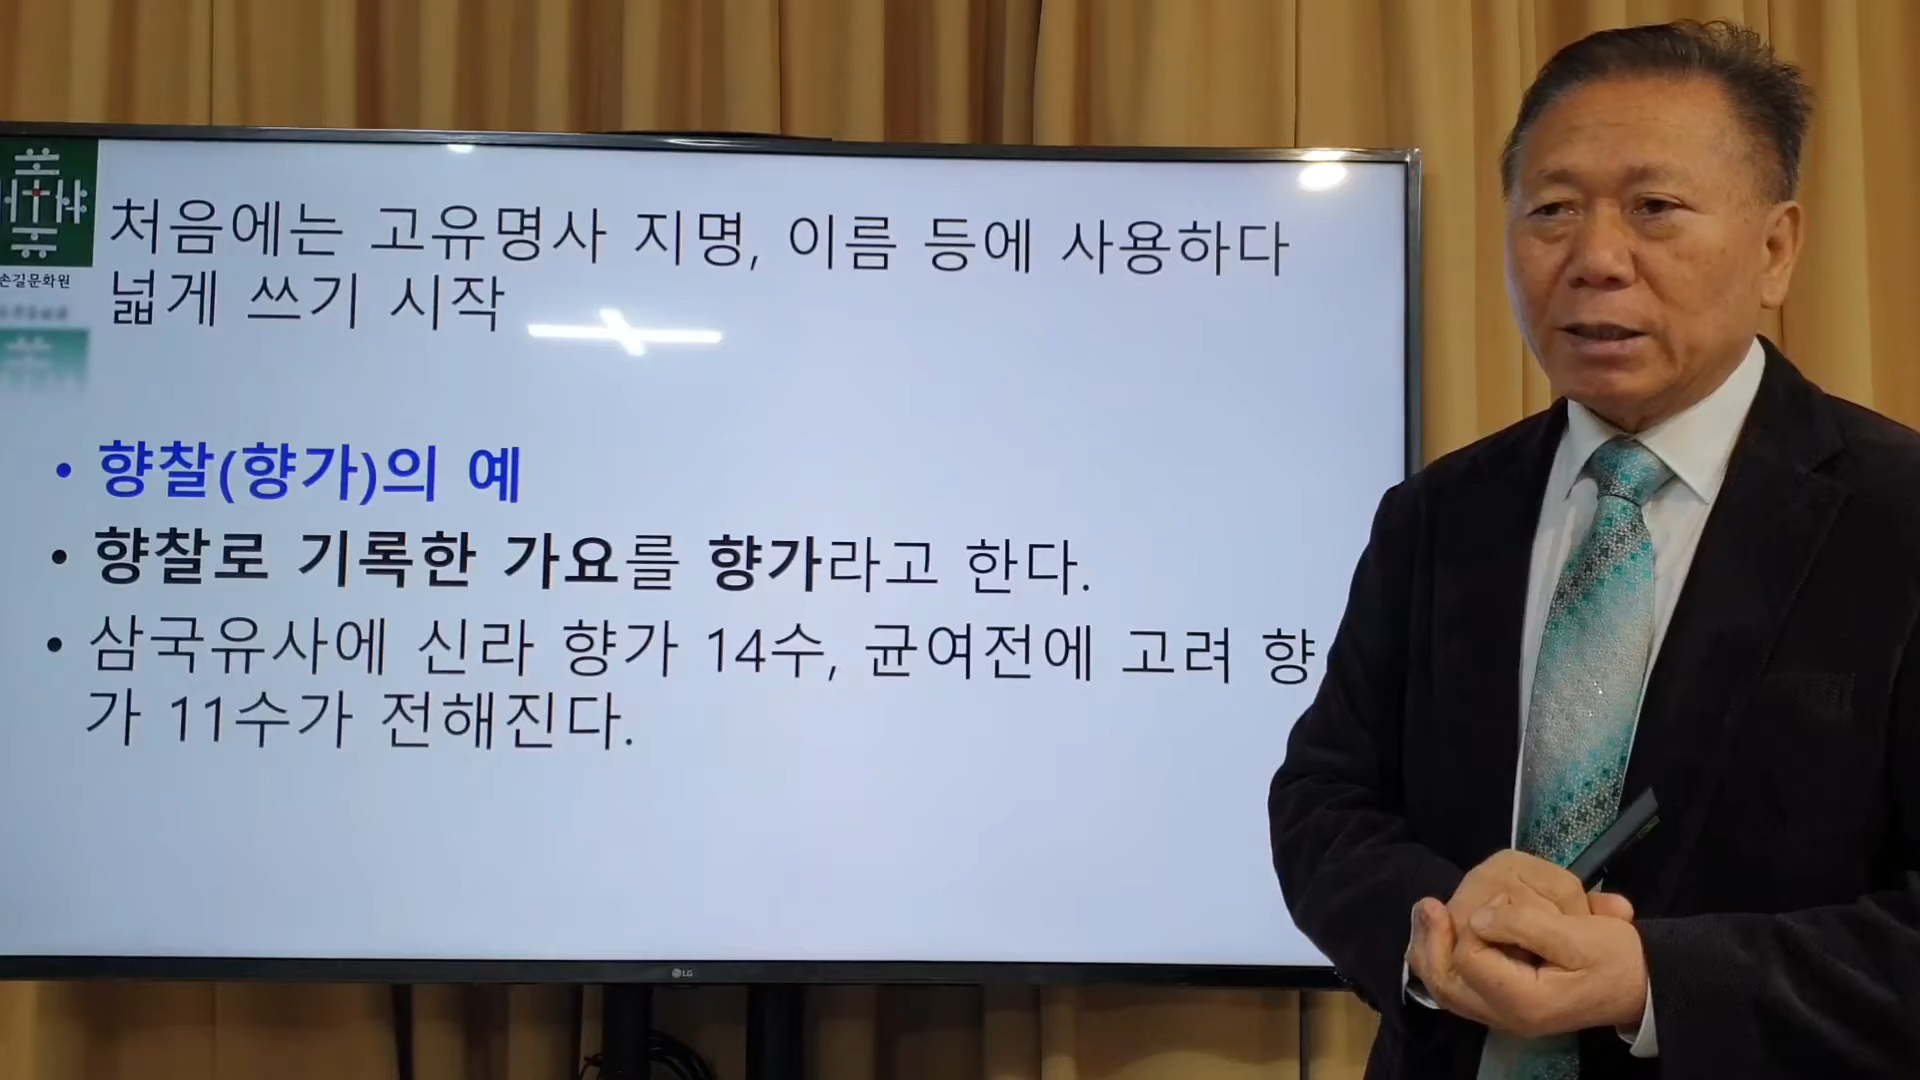 처음에는 고유명사 지명, 이름 등에 사용하다
넓게 쓰기 시작
손길문화원
• 향찰(향가)의 예
• 향찰로 기록한 가요를 향가라고 한다.
• 삼국유사에 신라 향가 14수, 균여전에 고려 향
가 11수가 전해진다.
LG